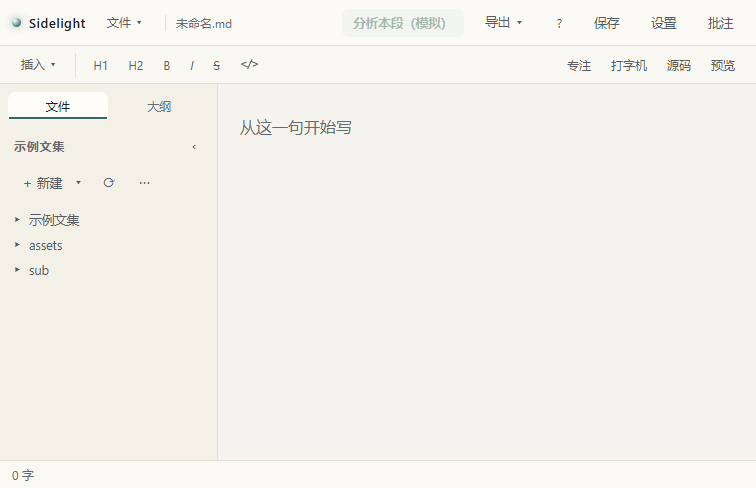 Sidelight 文件 未命名.md 分析本段（模拟） 导出 ? 保存 设置 批注
插入 H1 H2 B I S </> 专注 打字机 源码 预览
文件 大纲
示例文集
+ 新建 ...
示例文集
assets
sub
从这一句开始写
0 字